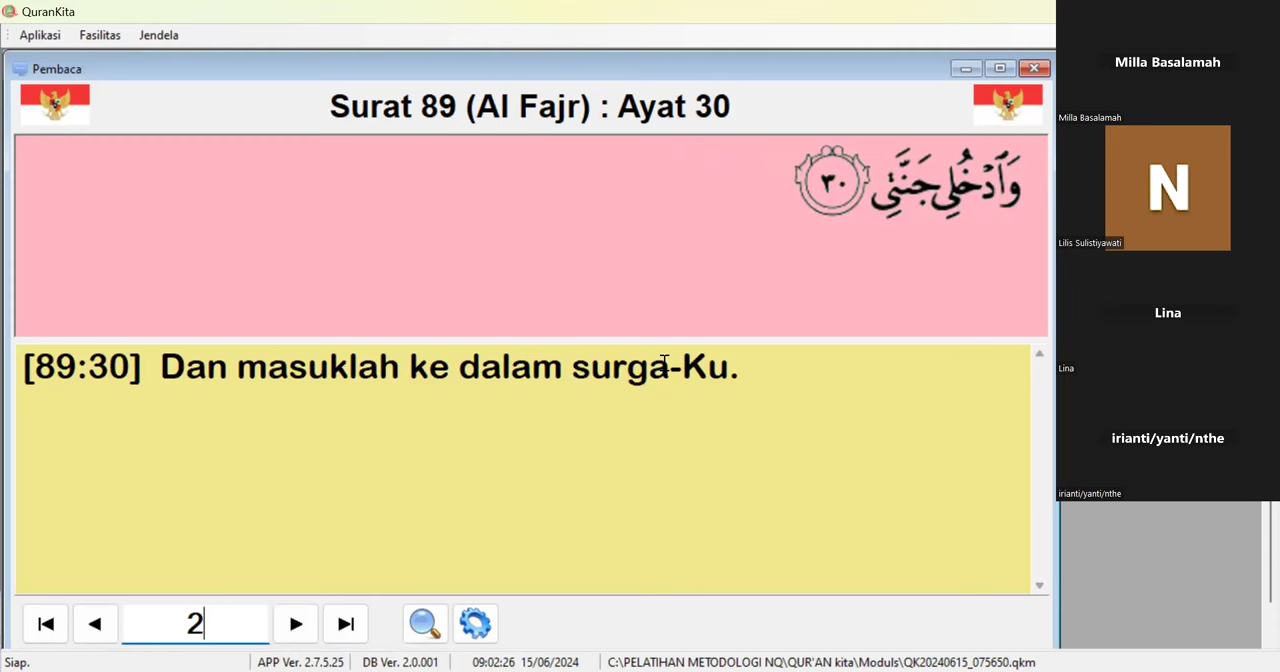 QuranKita
Aplikasi Fasilitas Jendela
Pembaca
Surat 89 (Al Fajr) : Ayat 30
وَٱدْخُلِى جَنَّتِى ٣٠
[89:30] Dan masuklah ke dalam surga-Ku.
2
Siap. APP Ver. 2.7.5.25 DB Ver. 2.0.001 09:02:26 15/06/2024 C:\PELATIHAN METODOLOGI NQ\QUR'AN kita\Moduls\QK20240615_075650.qkm
Milla Basalamah
Milla Basalamah
N
Lilis Sulistiyawati
Lina
Lina
irianti/yanti/nthe
irianti/yanti/nthe